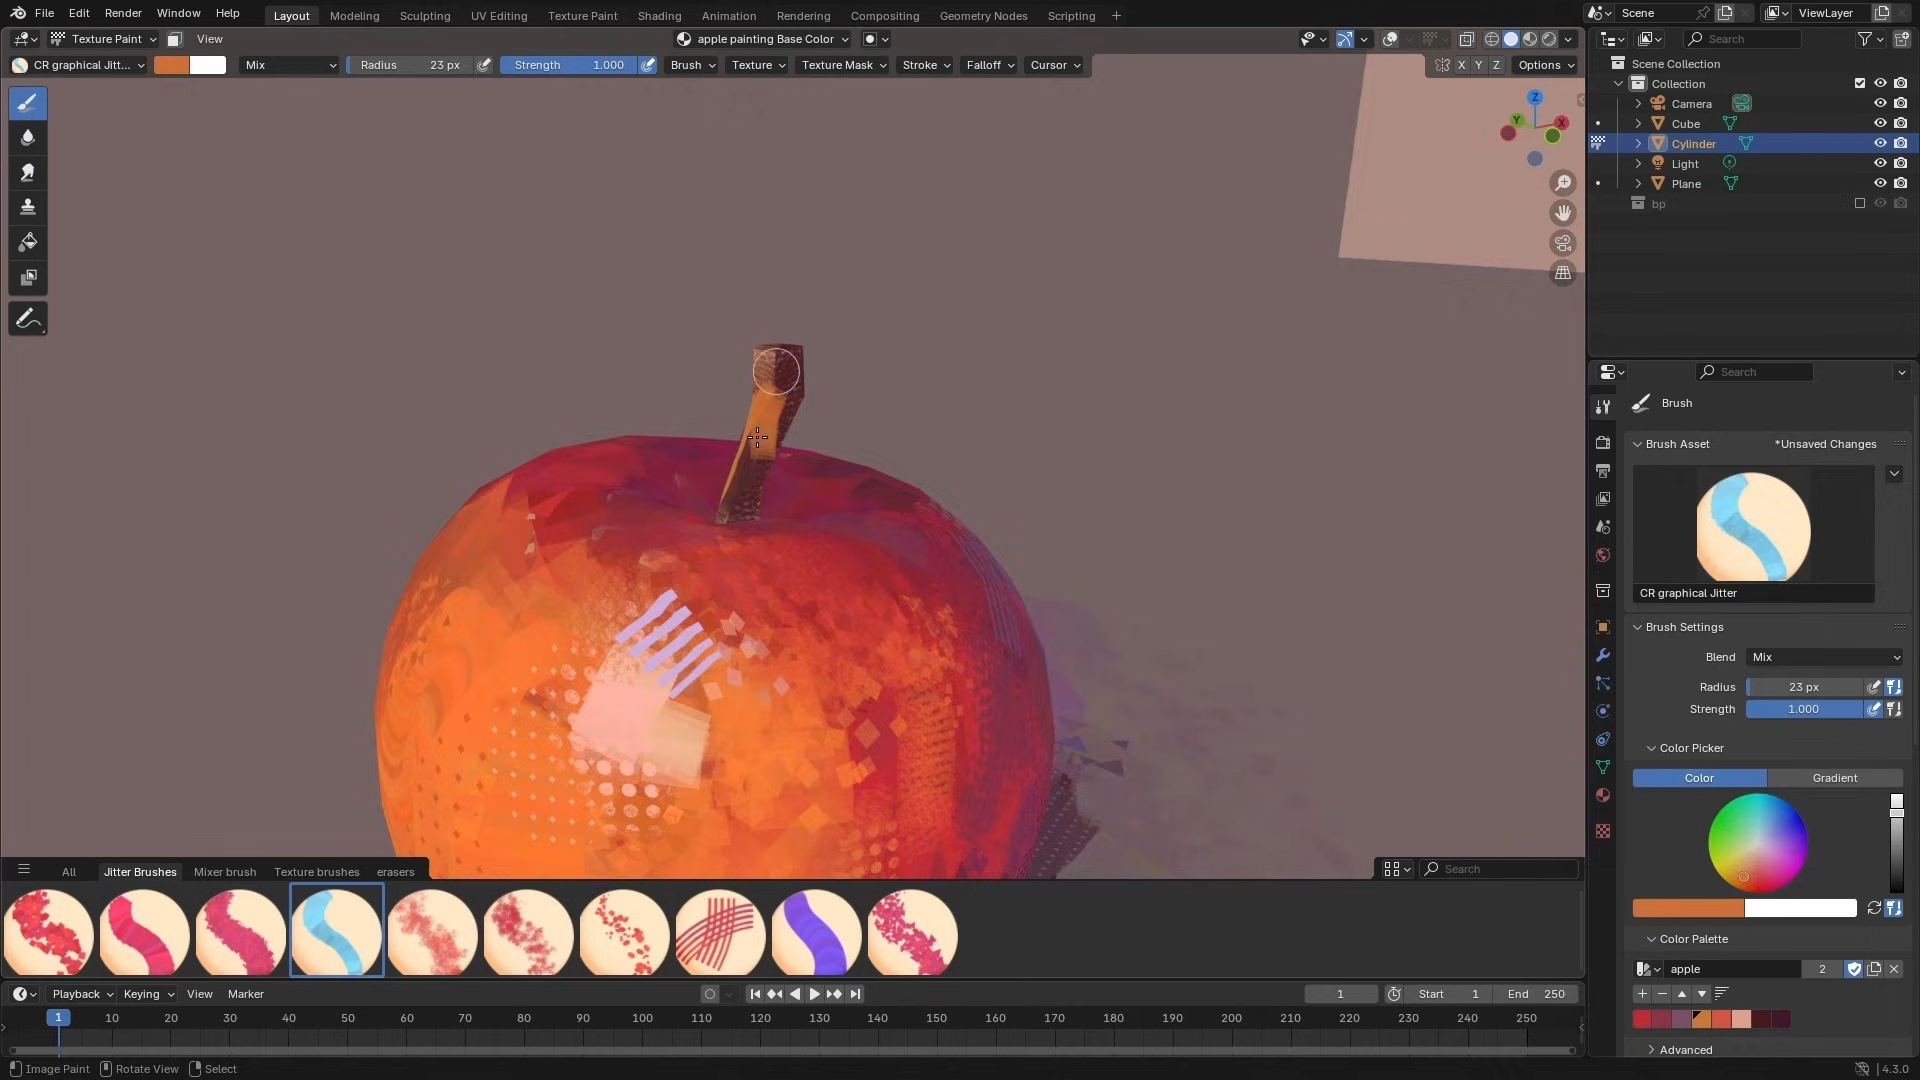 File Edit Render Window Help Layout Modeling Sculpting UV Editing Texture Paint Shading Animation Rendering Compositing Geometry Nodes Scripting + Scene ViewLayer
Texture Paint View apple painting Base Color Search
CR graphical Jitt... Mix Radius 23 px Strength 1.000 Brush Texture Texture Mask Stroke Falloff Cursor X Y Z Options
Scene Collection
Collection
Camera
Cube
Cylinder
Light
Plane
bp
Z
Y X
Search
Brush
Brush Asset *Unsaved Changes
CR graphical Jitter
Brush Settings
Blend Mix
Radius 23 px
Strength 1.000
Color Picker
Color Gradient
Color Palette
apple 2
Advanced
All Jitter Brushes Mixer brush Texture brushes erasers Search
Playback Keying View Marker 1 Start 1 End 250
1 10 20 30 40 50 60 70 80 90 100 110 120 130 140 150 160 170 180 190 200 210 220 230 240 250
Image Paint Rotate View Select 4.3.0